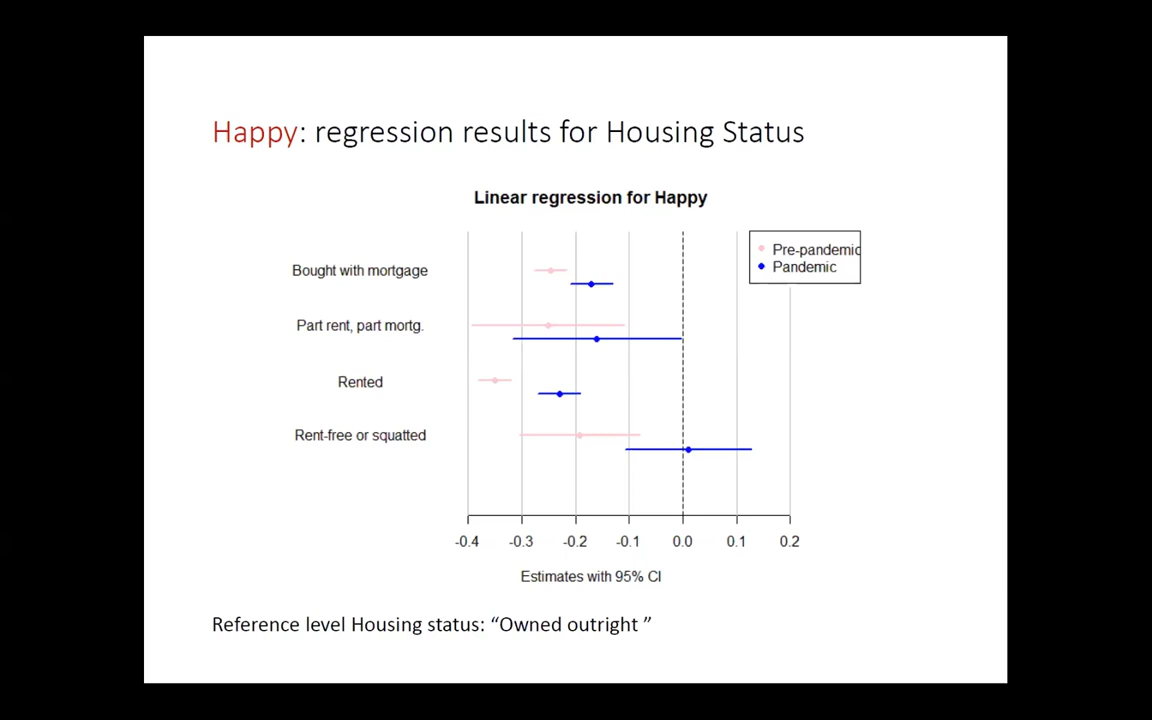 Happy: regression results for Housing Status
Linear regression for Happy
Pre-pandemic
Pandemic
Bought with mortgage
Part rent, part mortg.
Rented
Rent-free or squatted
-0.4 -0.3 -0.2 -0.1 0.0 0.1 0.2
Estimates with 95% CI
Reference level Housing status: “Owned outright ”